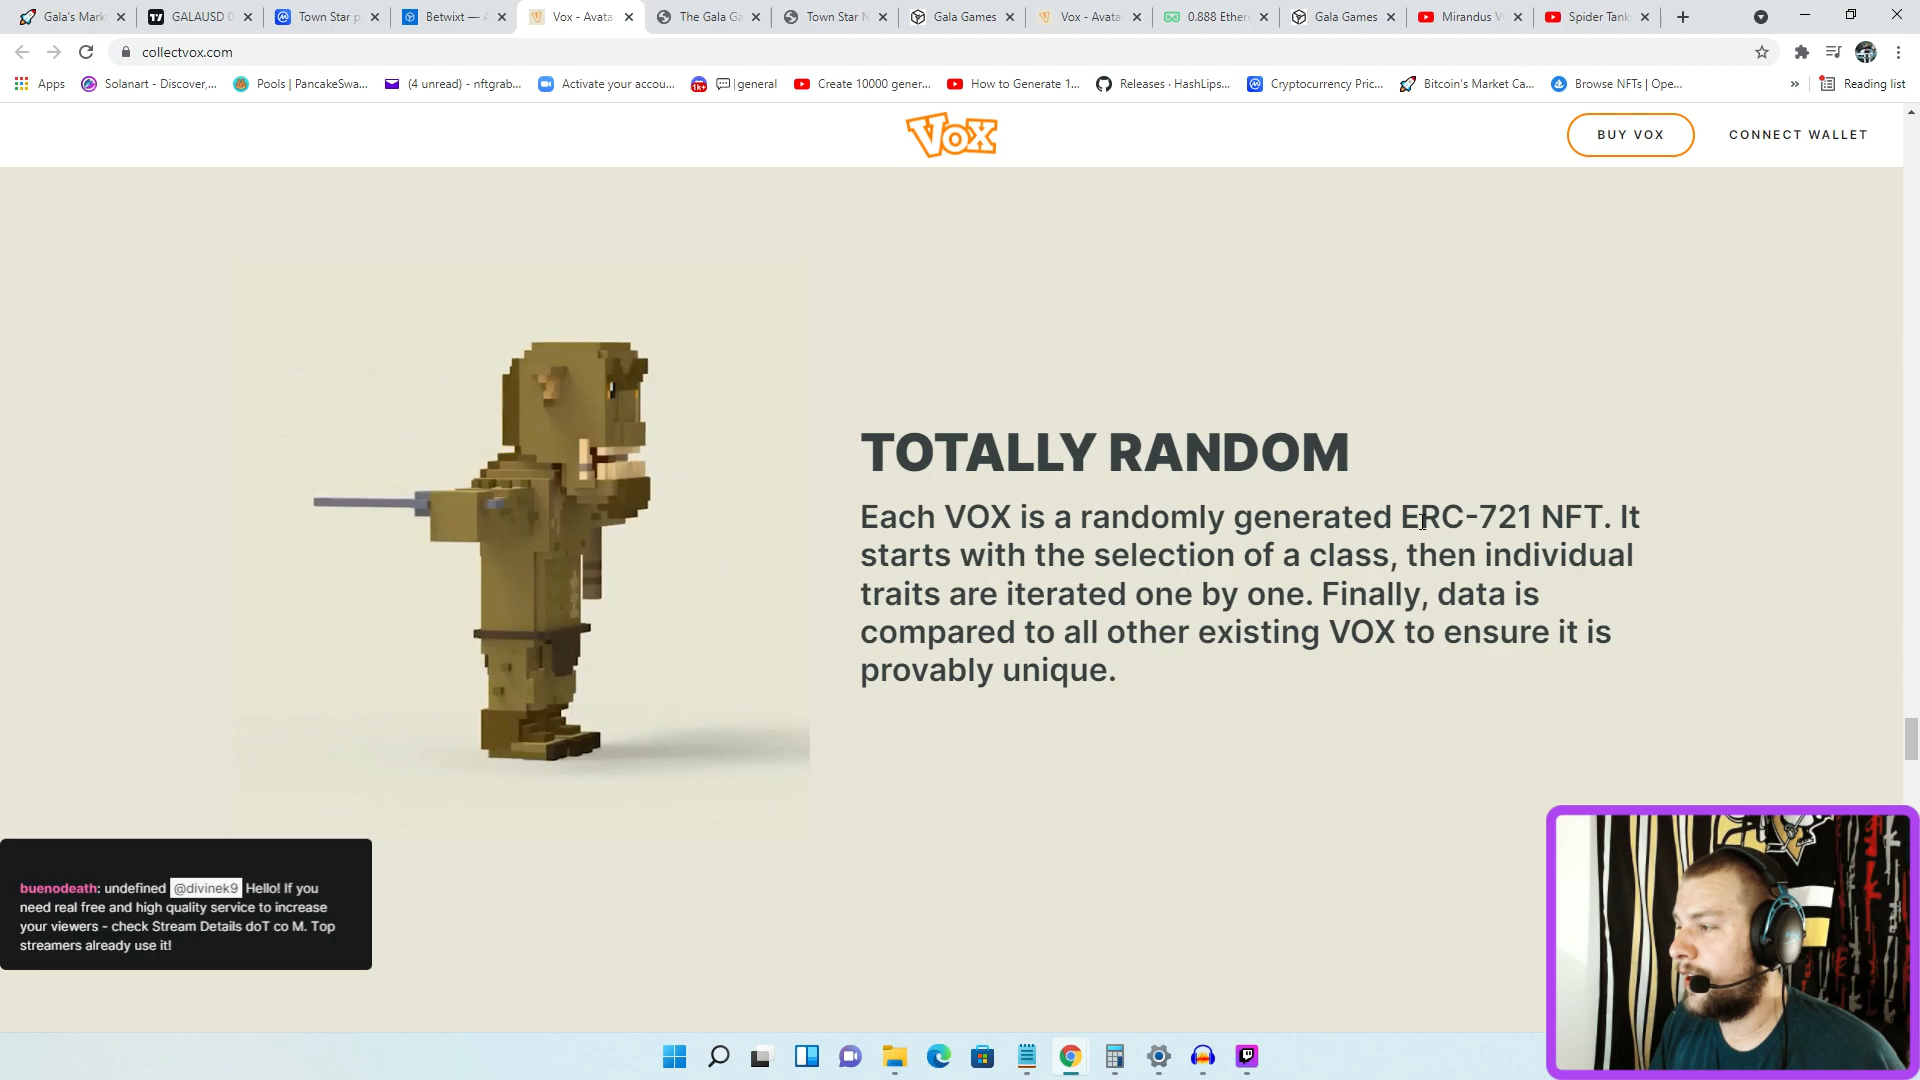 Gala's Mark
GALAUSD
Town Star p
Betwixt — A
Vox - Avata
The Gala Ga
Town Star N
Gala Games
Vox - Avata
0.888 Ether
Gala Games
Mirandus V
Spider Tank
collectvox.com
Apps
Solanart - Discover,...
Pools | PancakeSwa...
(4 unread) - nftgrab...
Activate your accou...
1K+
|general
Create 10000 gener...
How to Generate 1...
Releases · HashLips...
Cryptocurrency Pric...
Bitcoin's Market Ca...
Browse NFTs | Ope...
»
Reading list
VOX
BUY VOX
CONNECT WALLET
TOTALLY RANDOM
Each VOX is a randomly generated ERC-721 NFT. It
starts with the selection of a class, then individual
traits are iterated one by one. Finally, data is
compared to all other existing VOX to ensure it is
provably unique.
buenodeath: undefined @divinek9 Hello! If you
need real free and high quality service to increase
your viewers - check Stream Details doT co M. Top
streamers already use it!